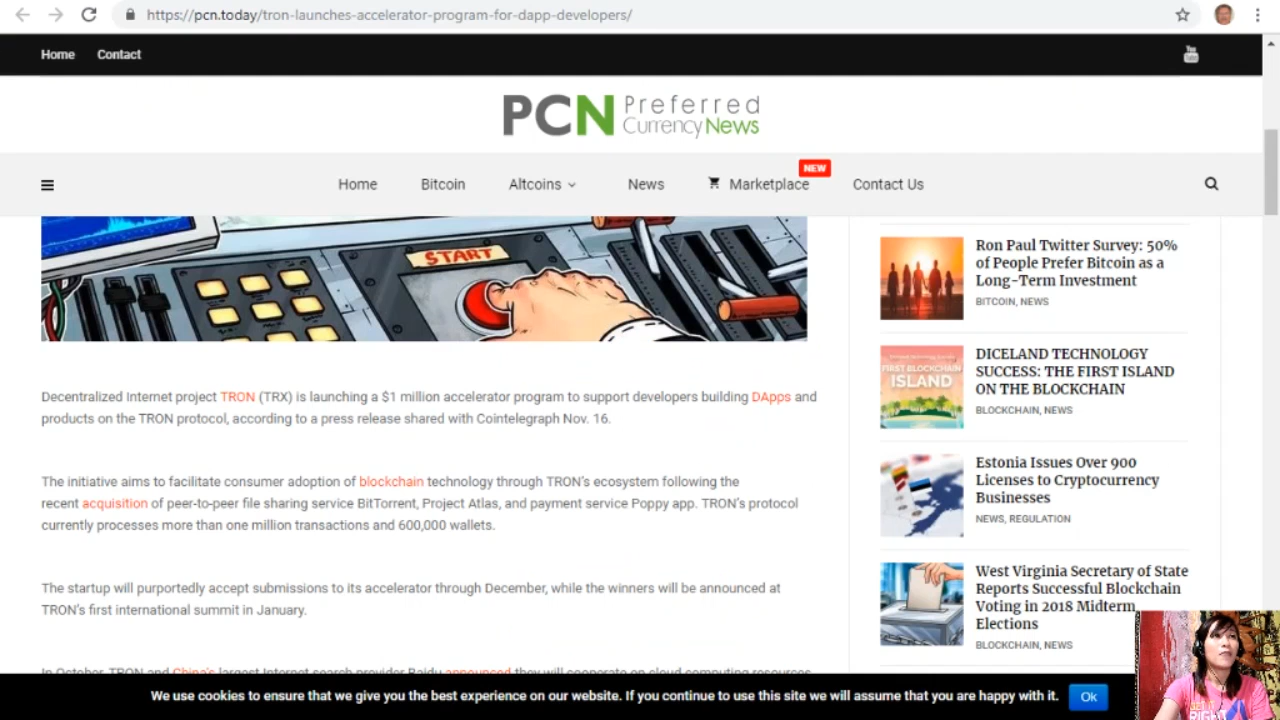 https://pcn.today/tron-launches-accelerator-program-for-dapp-developers/
Home Contact
You Tube
PCN Preferred
Currency News
NEW
Home Bitcoin Altcoins News Marketplace Contact Us
START
Decentralized Internet project TRON (TRX) is launching a $1 million accelerator program to support developers building DApps and
products on the TRON protocol, according to a press release shared with Cointelegraph Nov. 16.
The initiative aims to facilitate consumer adoption of blockchain technology through TRON's ecosystem following the
recent acquisition of peer-to-peer file sharing service BitTorrent, Project Atlas, and payment service Poppy app. TRON's protocol
currently processes more than one million transactions and 600,000 wallets.
The startup will purportedly accept submissions to its accelerator through December, while the winners will be announced at
TRON's first international summit in January.
In October, TRON and China's largest Internet search provider Baidu announced they will cooperate on cloud computing resources
Ron Paul Twitter Survey: 50%
of People Prefer Bitcoin as a
Long-Term Investment
BITCOIN, NEWS
FIRST BLOCKCHAIN
ISLAND
DICELAND TECHNOLOGY
SUCCESS: THE FIRST ISLAND
ON THE BLOCKCHAIN
BLOCKCHAIN, NEWS
Estonia Issues Over 900
Licenses to Cryptocurrency
Businesses
NEWS, REGULATION
West Virginia Secretary of State
Reports Successful Blockchain
Voting in 2018 Midterm
Elections
BLOCKCHAIN, NEWS
We use cookies to ensure that we give you the best experience on our website. If you continue to use this site we will assume that you are happy with it.
Ok
RIGHT